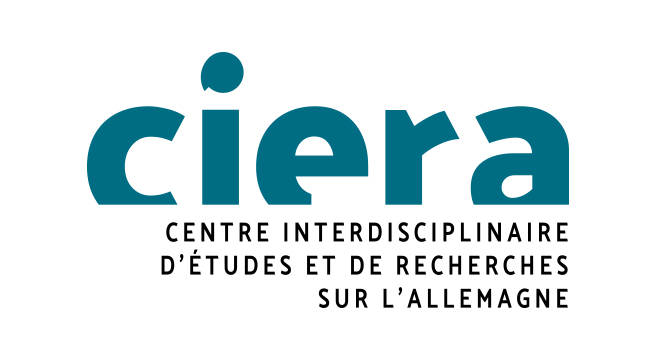 ciera
CENTRE INTERDISCIPLINAIRE
D’ÉTUDES ET DE RECHERCHES
SUR L’ALLEMAGNE